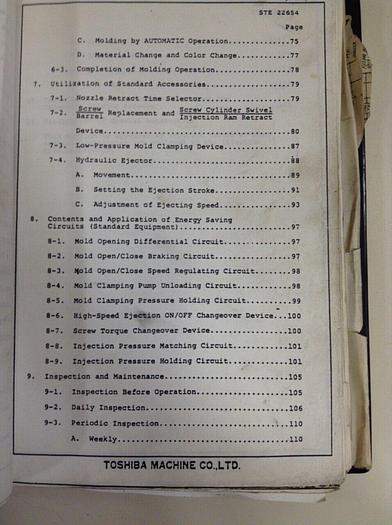 STE 22654
Page
C. Molding by AUTOMATIC Operation..............75
D. Material Change and Color Change............77
6-3. Completion of Molding Operation...............78
7. Utilization of Standard Accessories................79
7-1. Nozzle Retract Time Selector..................79
7-2. Screw Barrel Replacement and Screw Cylinder Swivel Injection Ram Retract
Device........................................80
7-3. Low-Pressure Mold Clamping Device.............87
7-4. Hydraulic Ejector.............................88
A. Movement....................................89
B. Setting the Ejection Stroke.................91
C. Adjustment of Ejecting Speed................93
8. Contents and Application of Energy Saving
Circuits (Standard Equipment)......................97
8-1. Mold Opening Differential Circuit.............97
8-2. Mold Open/Close Braking Circuit...............97
8-3. Mold Open/Close Speed Regulating Circuit......98
8-4. Mold Clamping Pump Unloading Circuit..........98
8-5. Mold Clamping Pressure Holding Circuit........99
8-6. High-Speed Ejection ON/OFF Changeover Device...100
8-7. Screw Torque Changeover Device................100
8-8. Injection Pressure Matching Circuit...........101
8-9. Injection Pressure Holding Circuit............101
9. Inspection and Maintenance.........................105
9-1. Inspection Before Operation...................105
9-2. Daily Inspection..............................106
9-3. Periodic Inspection...........................110
A. Weekly......................................110
TOSHIBA MACHINE CO.,LTD.